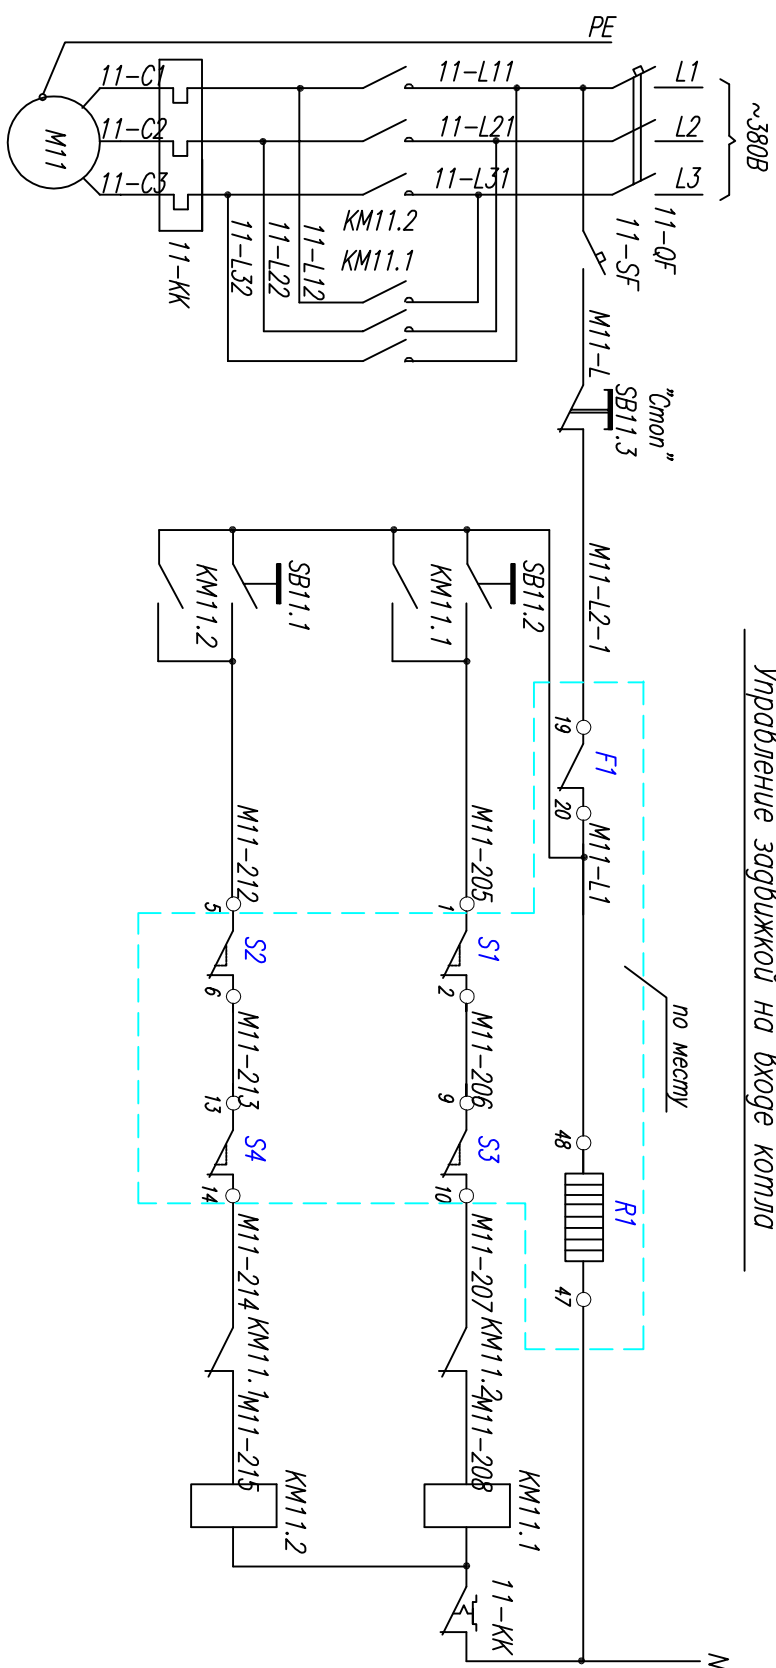 Управление задвижкой на входе котла
~380В
L1
L2
L3
PE
N
11-QF
11-SF
11-L11
11-L21
11-L31
KM11.2
KM11.1
11-L12
11-L22
11-L32
11-KK
11-C1
11-C2
11-C3
M11
M11-L
"Стоп"
SB11.3
M11-L2-1
19
F1
20
M11-L1
по месту
48
R1
47
SB11.2
KM11.1
M11-205
1
S1
2
M11-206
9
S3
10
M11-207
KM11.2
M11-208
KM11.1
11-KK
SB11.1
KM11.2
M11-212
5
S2
6
M11-213
13
S4
14
M11-214
KM11.1
M11-215
KM11.2